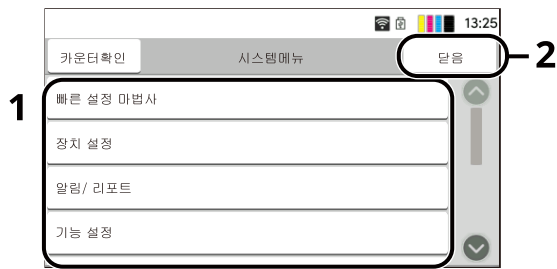 13:25
카운터확인 시스템메뉴 닫음 2
1
빠른 설정 마법사
장치 설정
알림/ 리포트
기능 설정